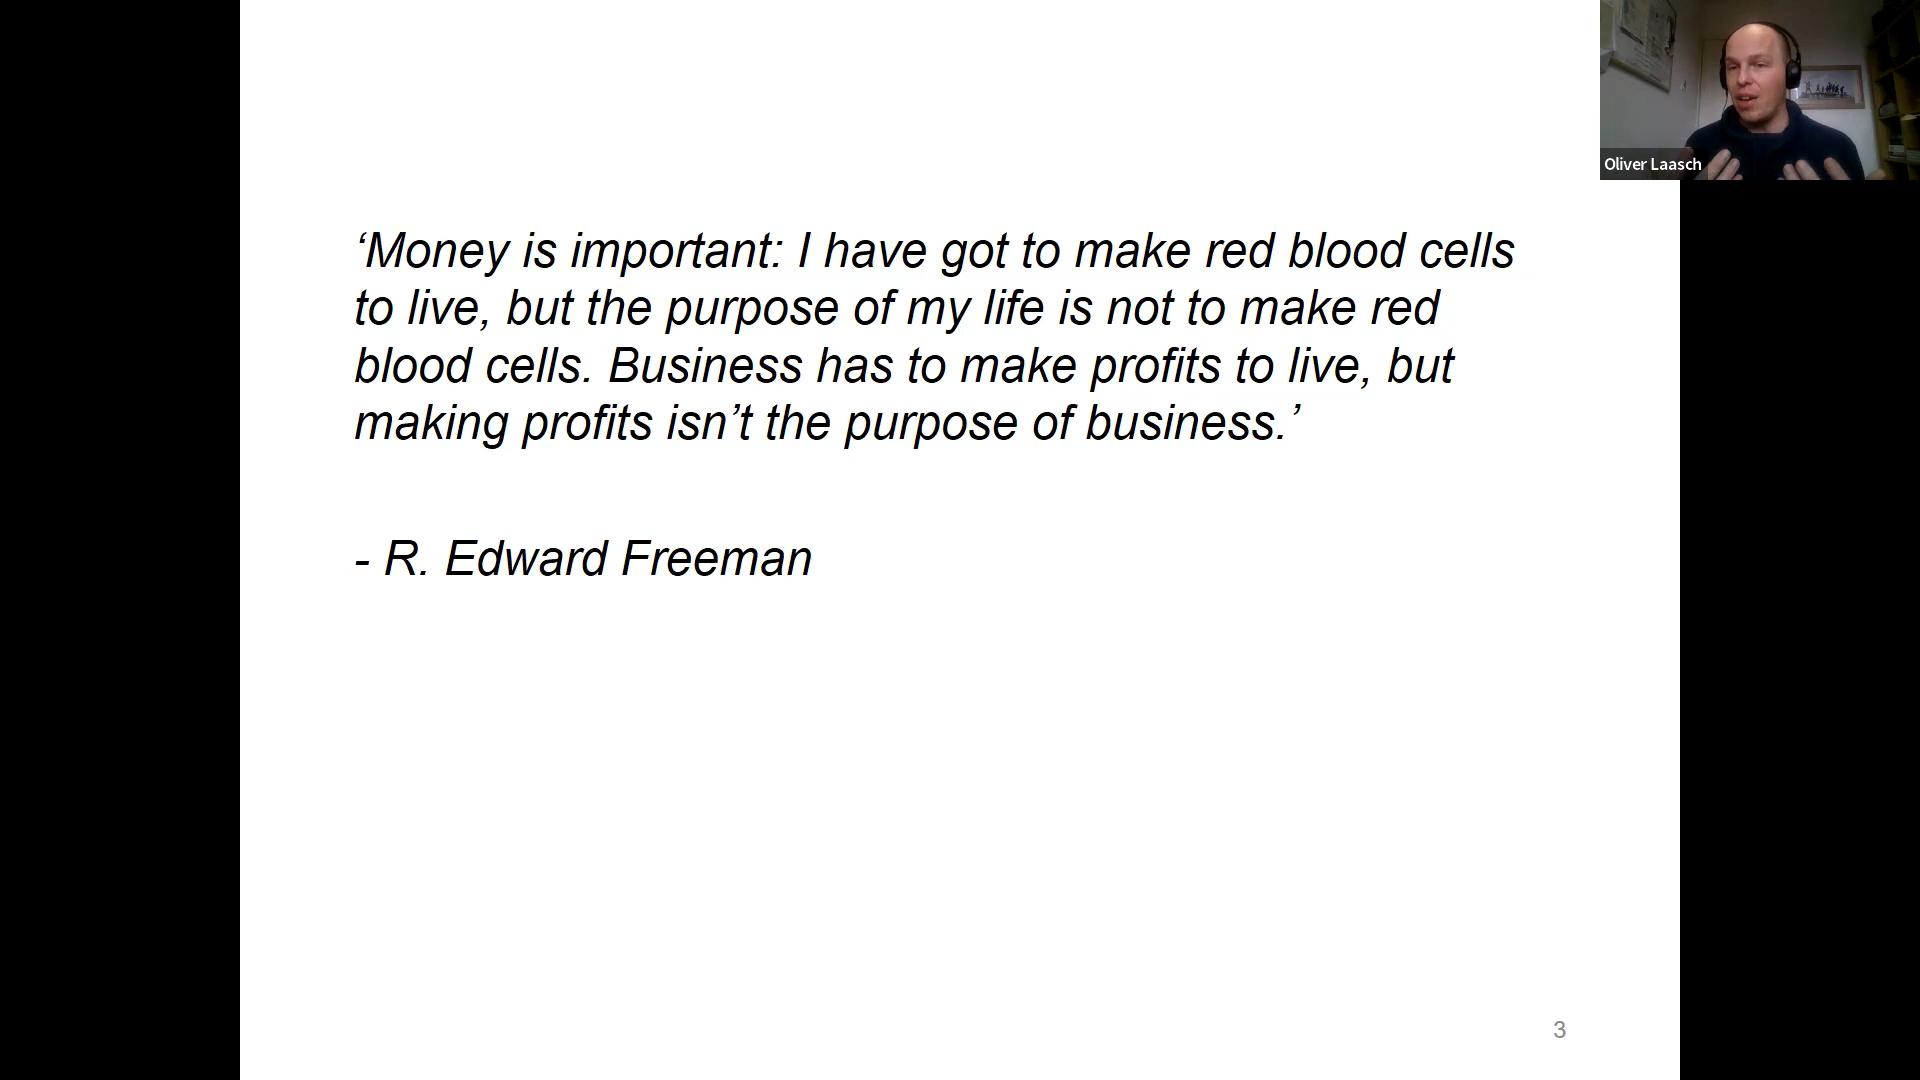 Oliver Laasch
‘Money is important: I have got to make red blood cells
to live, but the purpose of my life is not to make red
blood cells. Business has to make profits to live, but
making profits isn’t the purpose of business.’
- R. Edward Freeman
3